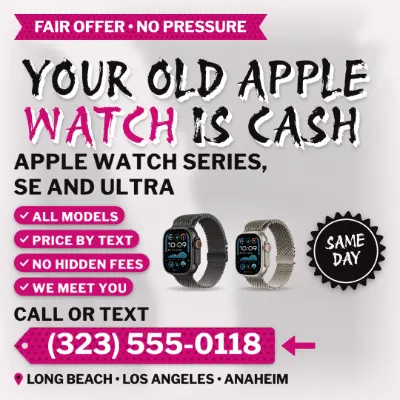 FAIR OFFER • NO PRESSURE
YOUR OLD APPLE
WATCH IS CASH
APPLE WATCH SERIES,
SE AND ULTRA
ALL MODELS
PRICE BY TEXT
NO HIDDEN FEES
WE MEET YOU
SAME
DAY
CALL OR TEXT
(323) 555-0118
LONG BEACH • LOS ANGELES • ANAHEIM